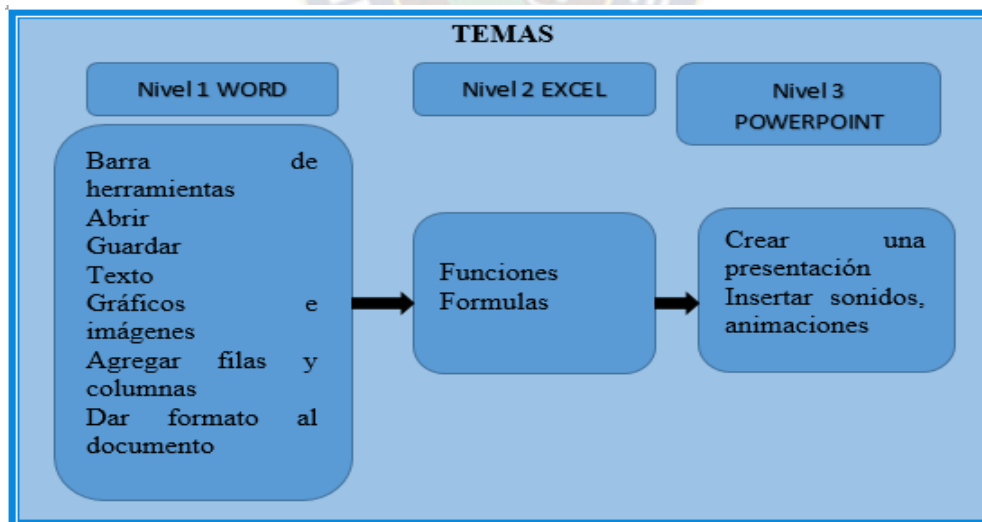 TEMAS
Nivel 1 WORD
Barra de
herramientas
Abrir
Guardar
Texto
Gráficos e
imágenes
Agregar filas y
columnas
Dar formato al
documento
Nivel 2 EXCEL
Funciones
Formulas
Nivel 3
POWERPOINT
Crear una
presentación
Insertar sonidos,
animaciones